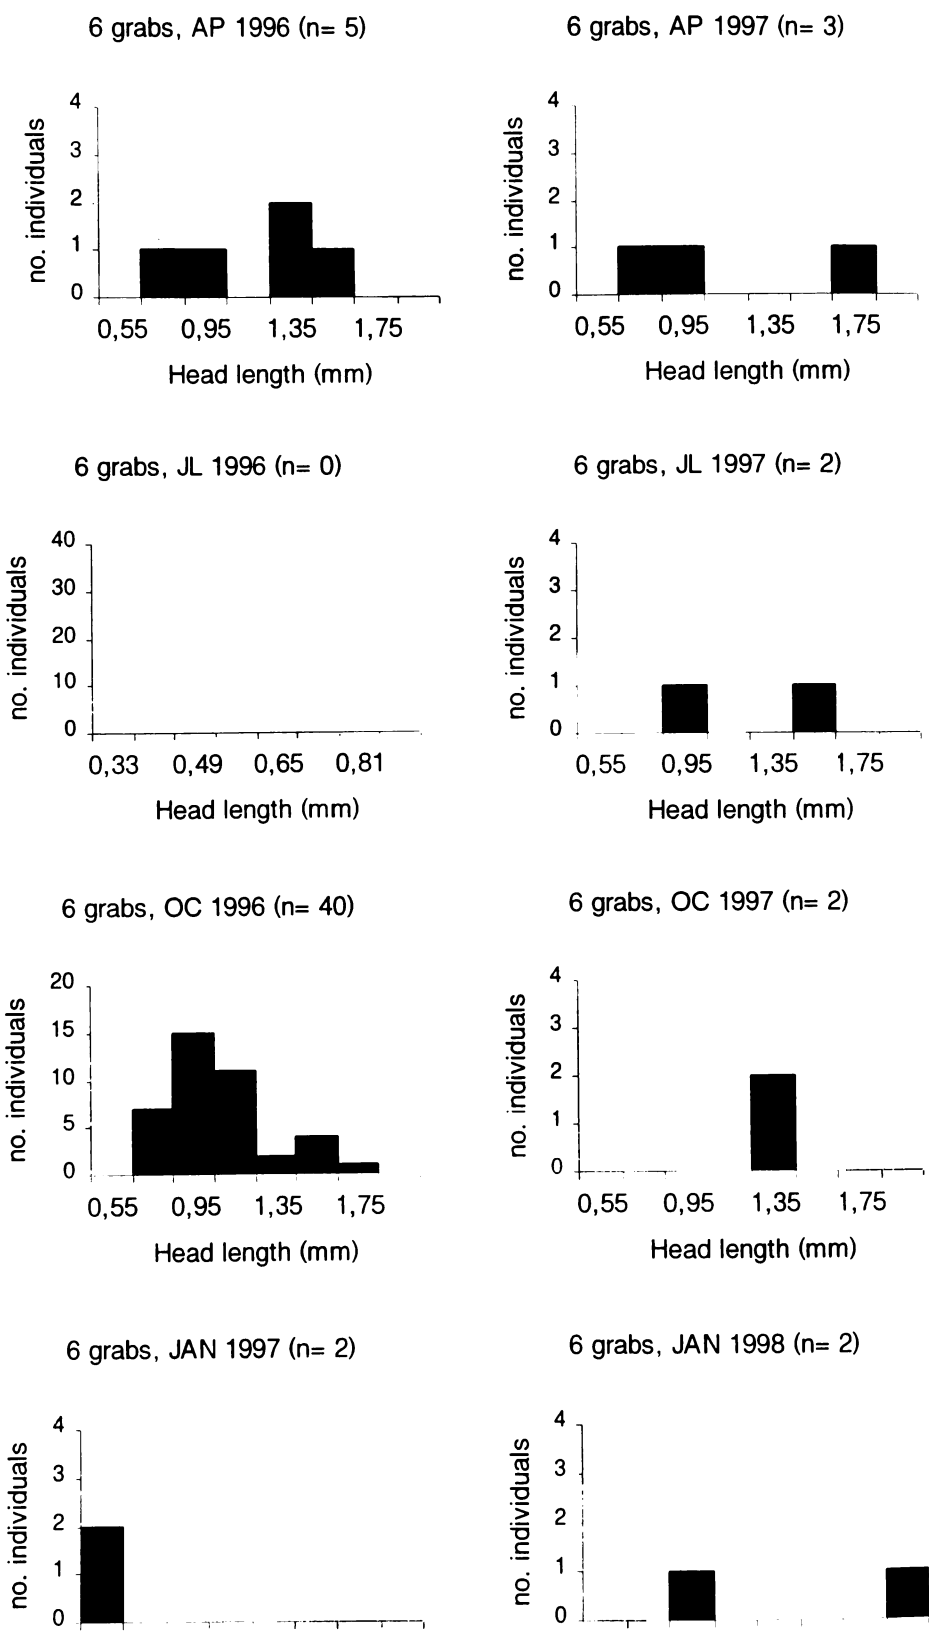 6 grabs, AP 1996 (n= 5)
no. individuals
4
3
2
1
0
0,55 0,95 1,35 1,75
Head length (mm)
6 grabs, AP 1997 (n= 3)
no. individuals
4
3
2
1
0
0,55 0,95 1,35 1,75
Head length (mm)
6 grabs, JL 1996 (n= 0)
no. individuals
40
30
20
10
0
0,33 0,49 0,65 0,81
Head length (mm)
6 grabs, JL 1997 (n= 2)
no. individuals
4
3
2
1
0
0,55 0,95 1,35 1,75
Head length (mm)
6 grabs, OC 1996 (n= 40)
no. individuals
20
15
10
5
0
0,55 0,95 1,35 1,75
Head length (mm)
6 grabs, OC 1997 (n= 2)
no. individuals
4
3
2
1
0
0,55 0,95 1,35 1,75
Head length (mm)
6 grabs, JAN 1997 (n= 2)
no. individuals
4
3
2
1
0
6 grabs, JAN 1998 (n= 2)
no. individuals
4
3
2
1
0